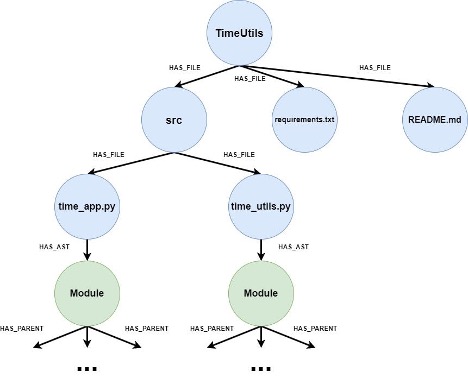 TimeUtils
HAS_FILE
HAS_FILE
HAS_FILE
src
requirements.txt
README.md
HAS_FILE
HAS_FILE
time_app.py
time_utils.py
HAS_AST
HAS_AST
Module
Module
HAS_PARENT
HAS_PARENT
HAS_PARENT
HAS_PARENT
...
...